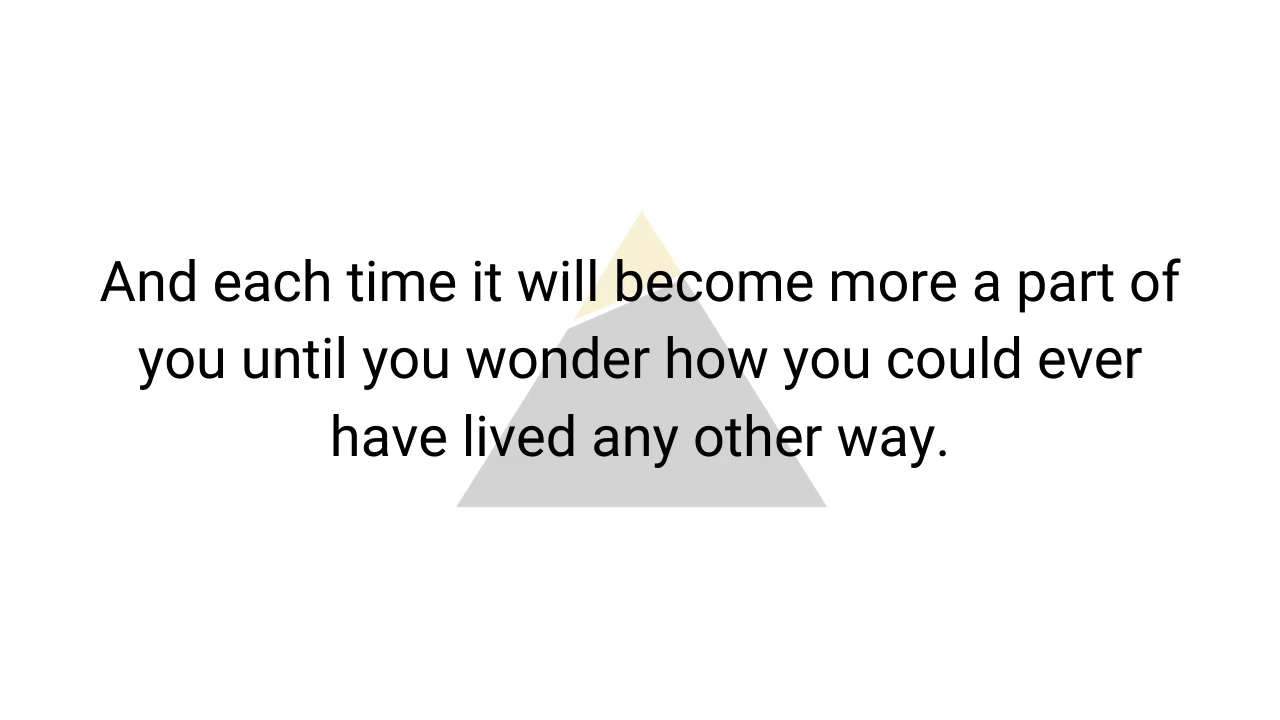 And each time it will become more a part of
you until you wonder how you could ever
have lived any other way.